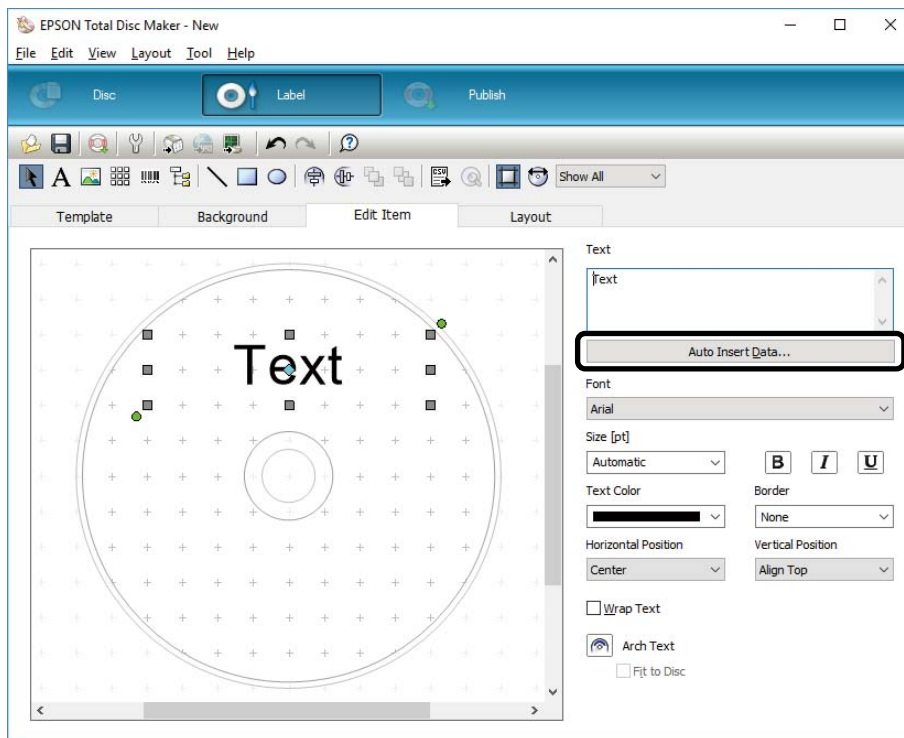 EPSON Total Disc Maker - New
File Edit View Layout Tool Help
Disc Label Publish
A CSV Show All
Template Background Edit Item Layout
Text
Text
Text
Auto Insert Data...
Font
Arial
Size [pt]
Automatic B I U
Text Color Border
None
Horizontal Position Vertical Position
Center Align Top
Wrap Text
Arch Text
Fit to Disc